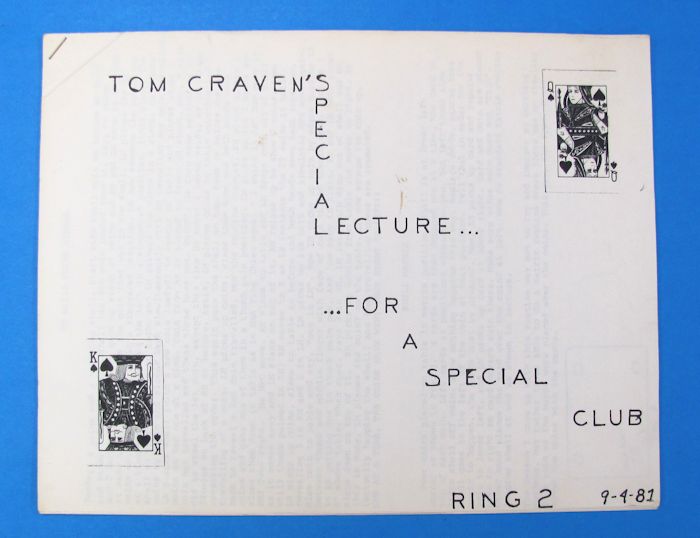 TOM CRAVEN'S
SPECIAL
LECTURE...
...FOR
A
SPECIAL
CLUB
RING 2 9-4-81
Q
Q
K
K